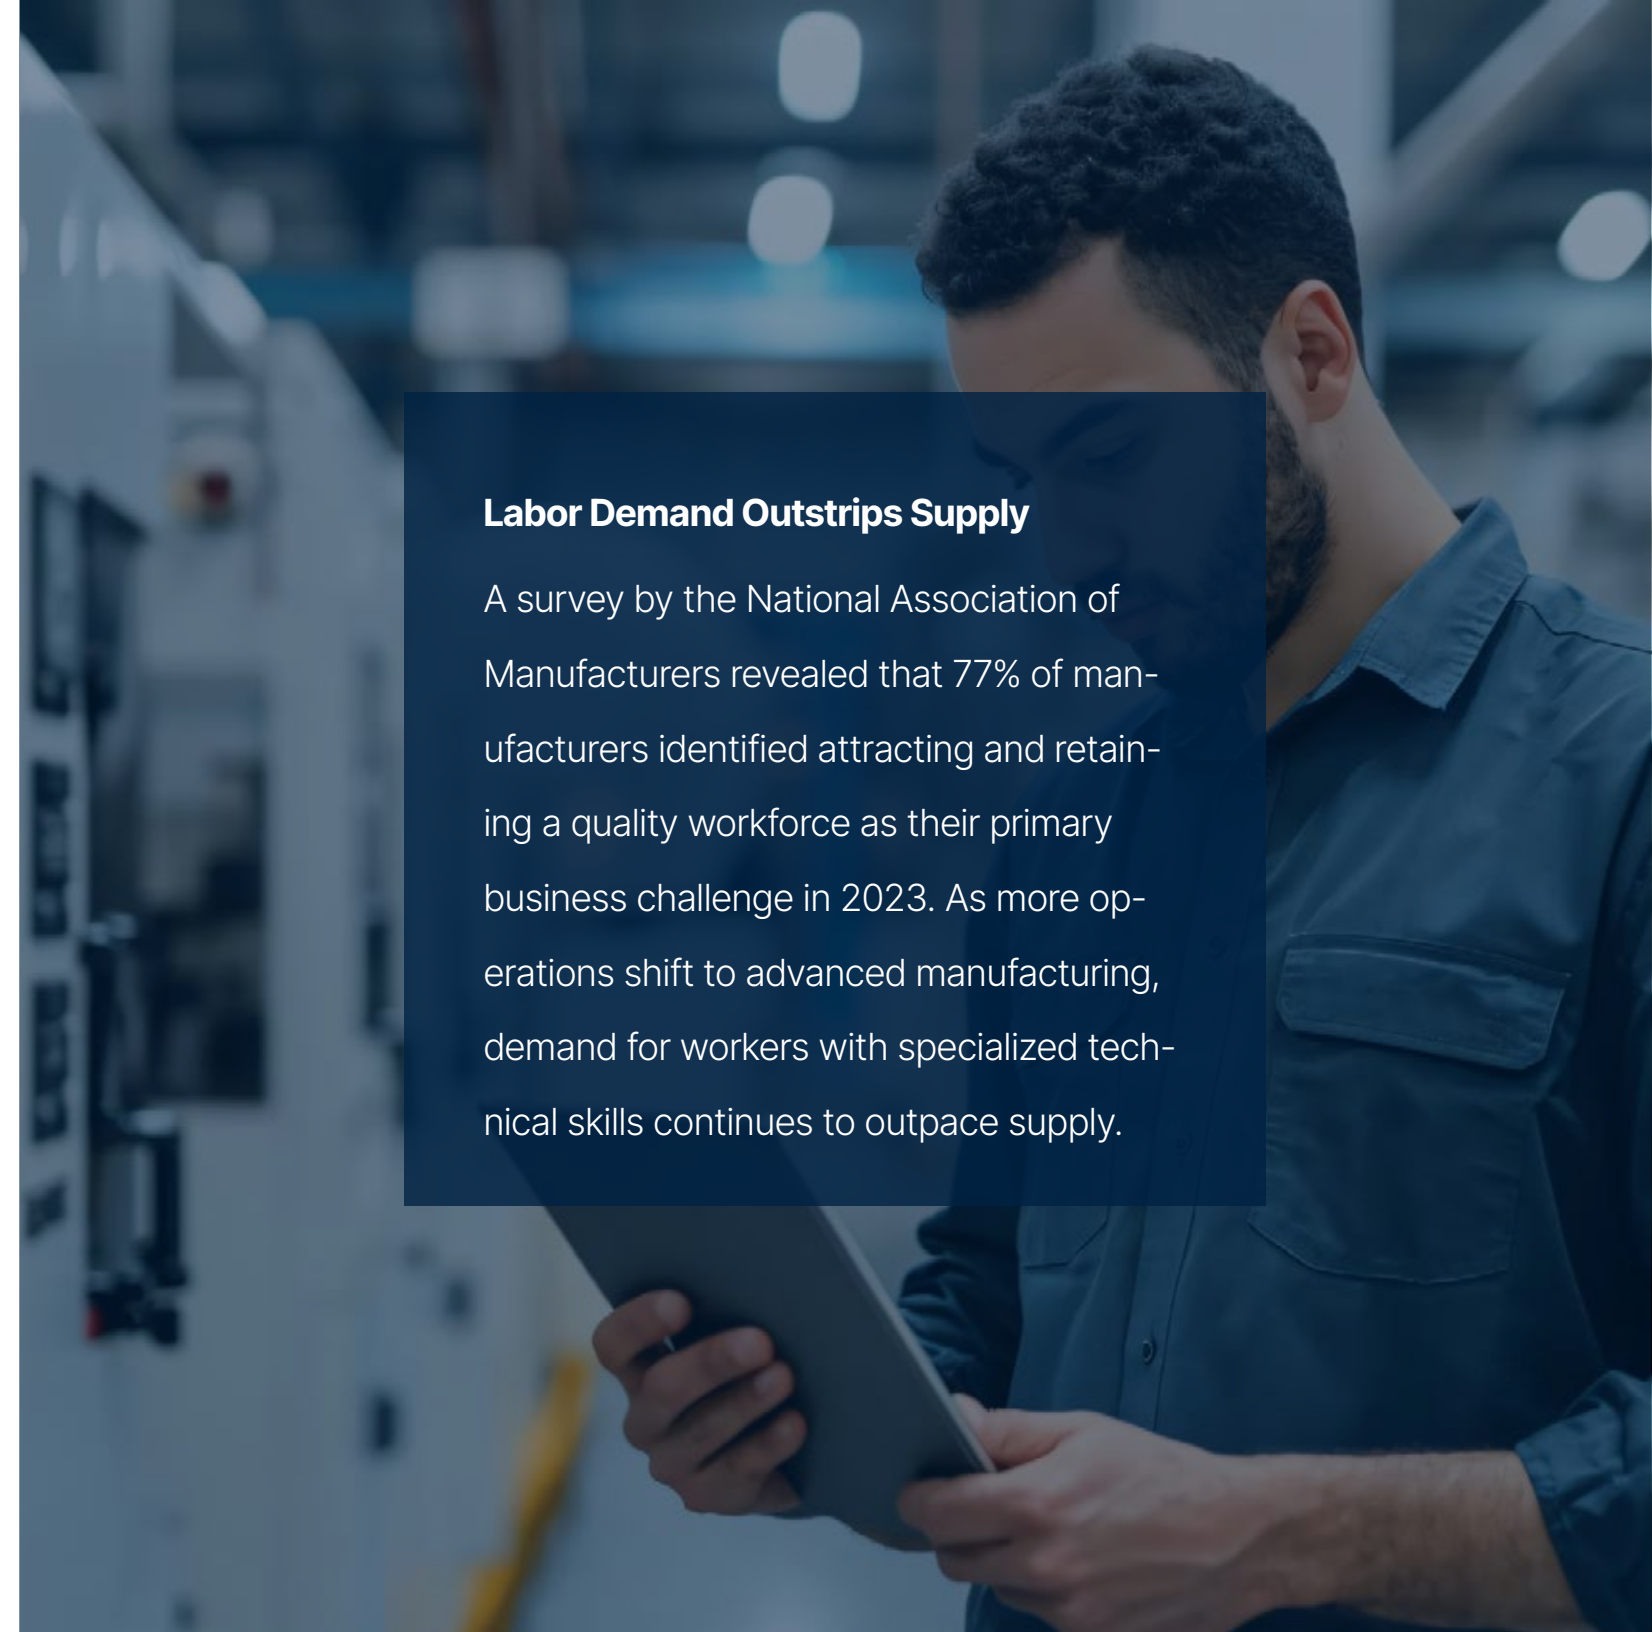 Labor Demand Outstrips Supply
A survey by the National Association of
Manufacturers revealed that 77% of man-
ufacturers identified attracting and retain-
ing a quality workforce as their primary
business challenge in 2023. As more op-
erations shift to advanced manufacturing,
demand for workers with specialized tech-
nical skills continues to outpace supply.